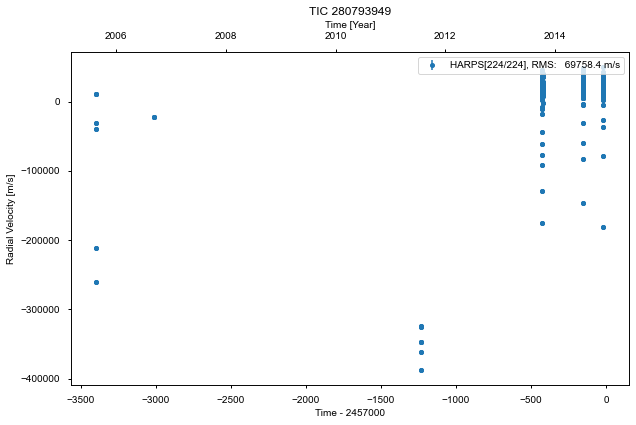 TIC 280793949
Time [Year]
2006 2008 2010 2012 2014
HARPS[224/224], RMS: 69758.4 m/s
Radial Velocity [m/s]
0
−100000
−200000
−300000
−400000
−3500 −3000 −2500 −2000 −1500 −1000 −500 0
Time - 2457000